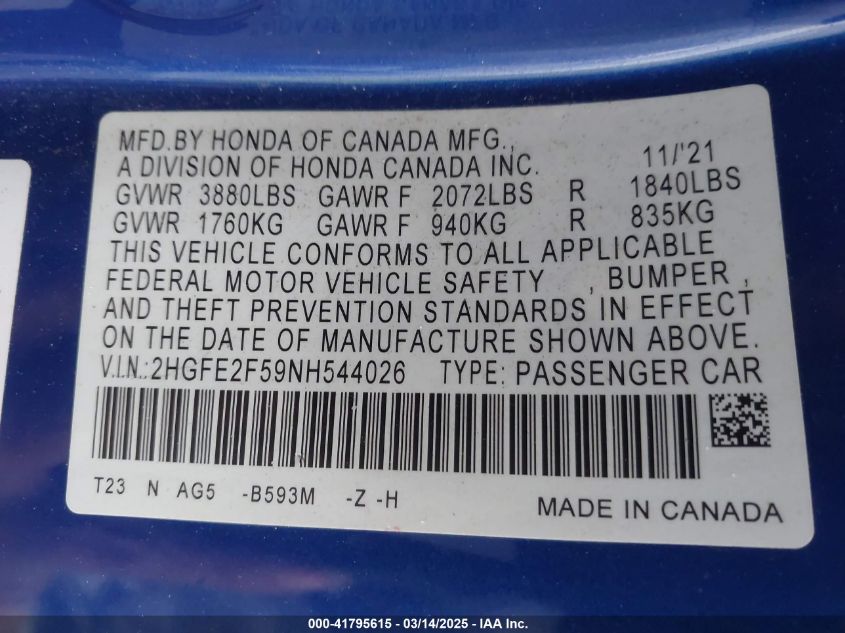 MFD.BY HONDA OF CANADA MFG.,
A DIVISION OF HONDA CANADA INC. 11/'21
GVWR 3880LBS GAWR F 2072LBS R 1840LBS
GVWR 1760KG GAWR F 940KG R 835KG
THIS VEHICLE CONFORMS TO ALL APPLICABLE
FEDERAL MOTOR VEHICLE SAFETY , BUMPER ,
AND THEFT PREVENTION STANDARDS IN EFFECT
ON THE DATE OF MANUFACTURE SHOWN ABOVE.
V.I.N.:2HGFE2F59NH544026 TYPE: PASSENGER CAR
T23 N AG5 -B593M -Z -H
MADE IN CANADA
000-41795615 - 03/14/2025 - IAA Inc.